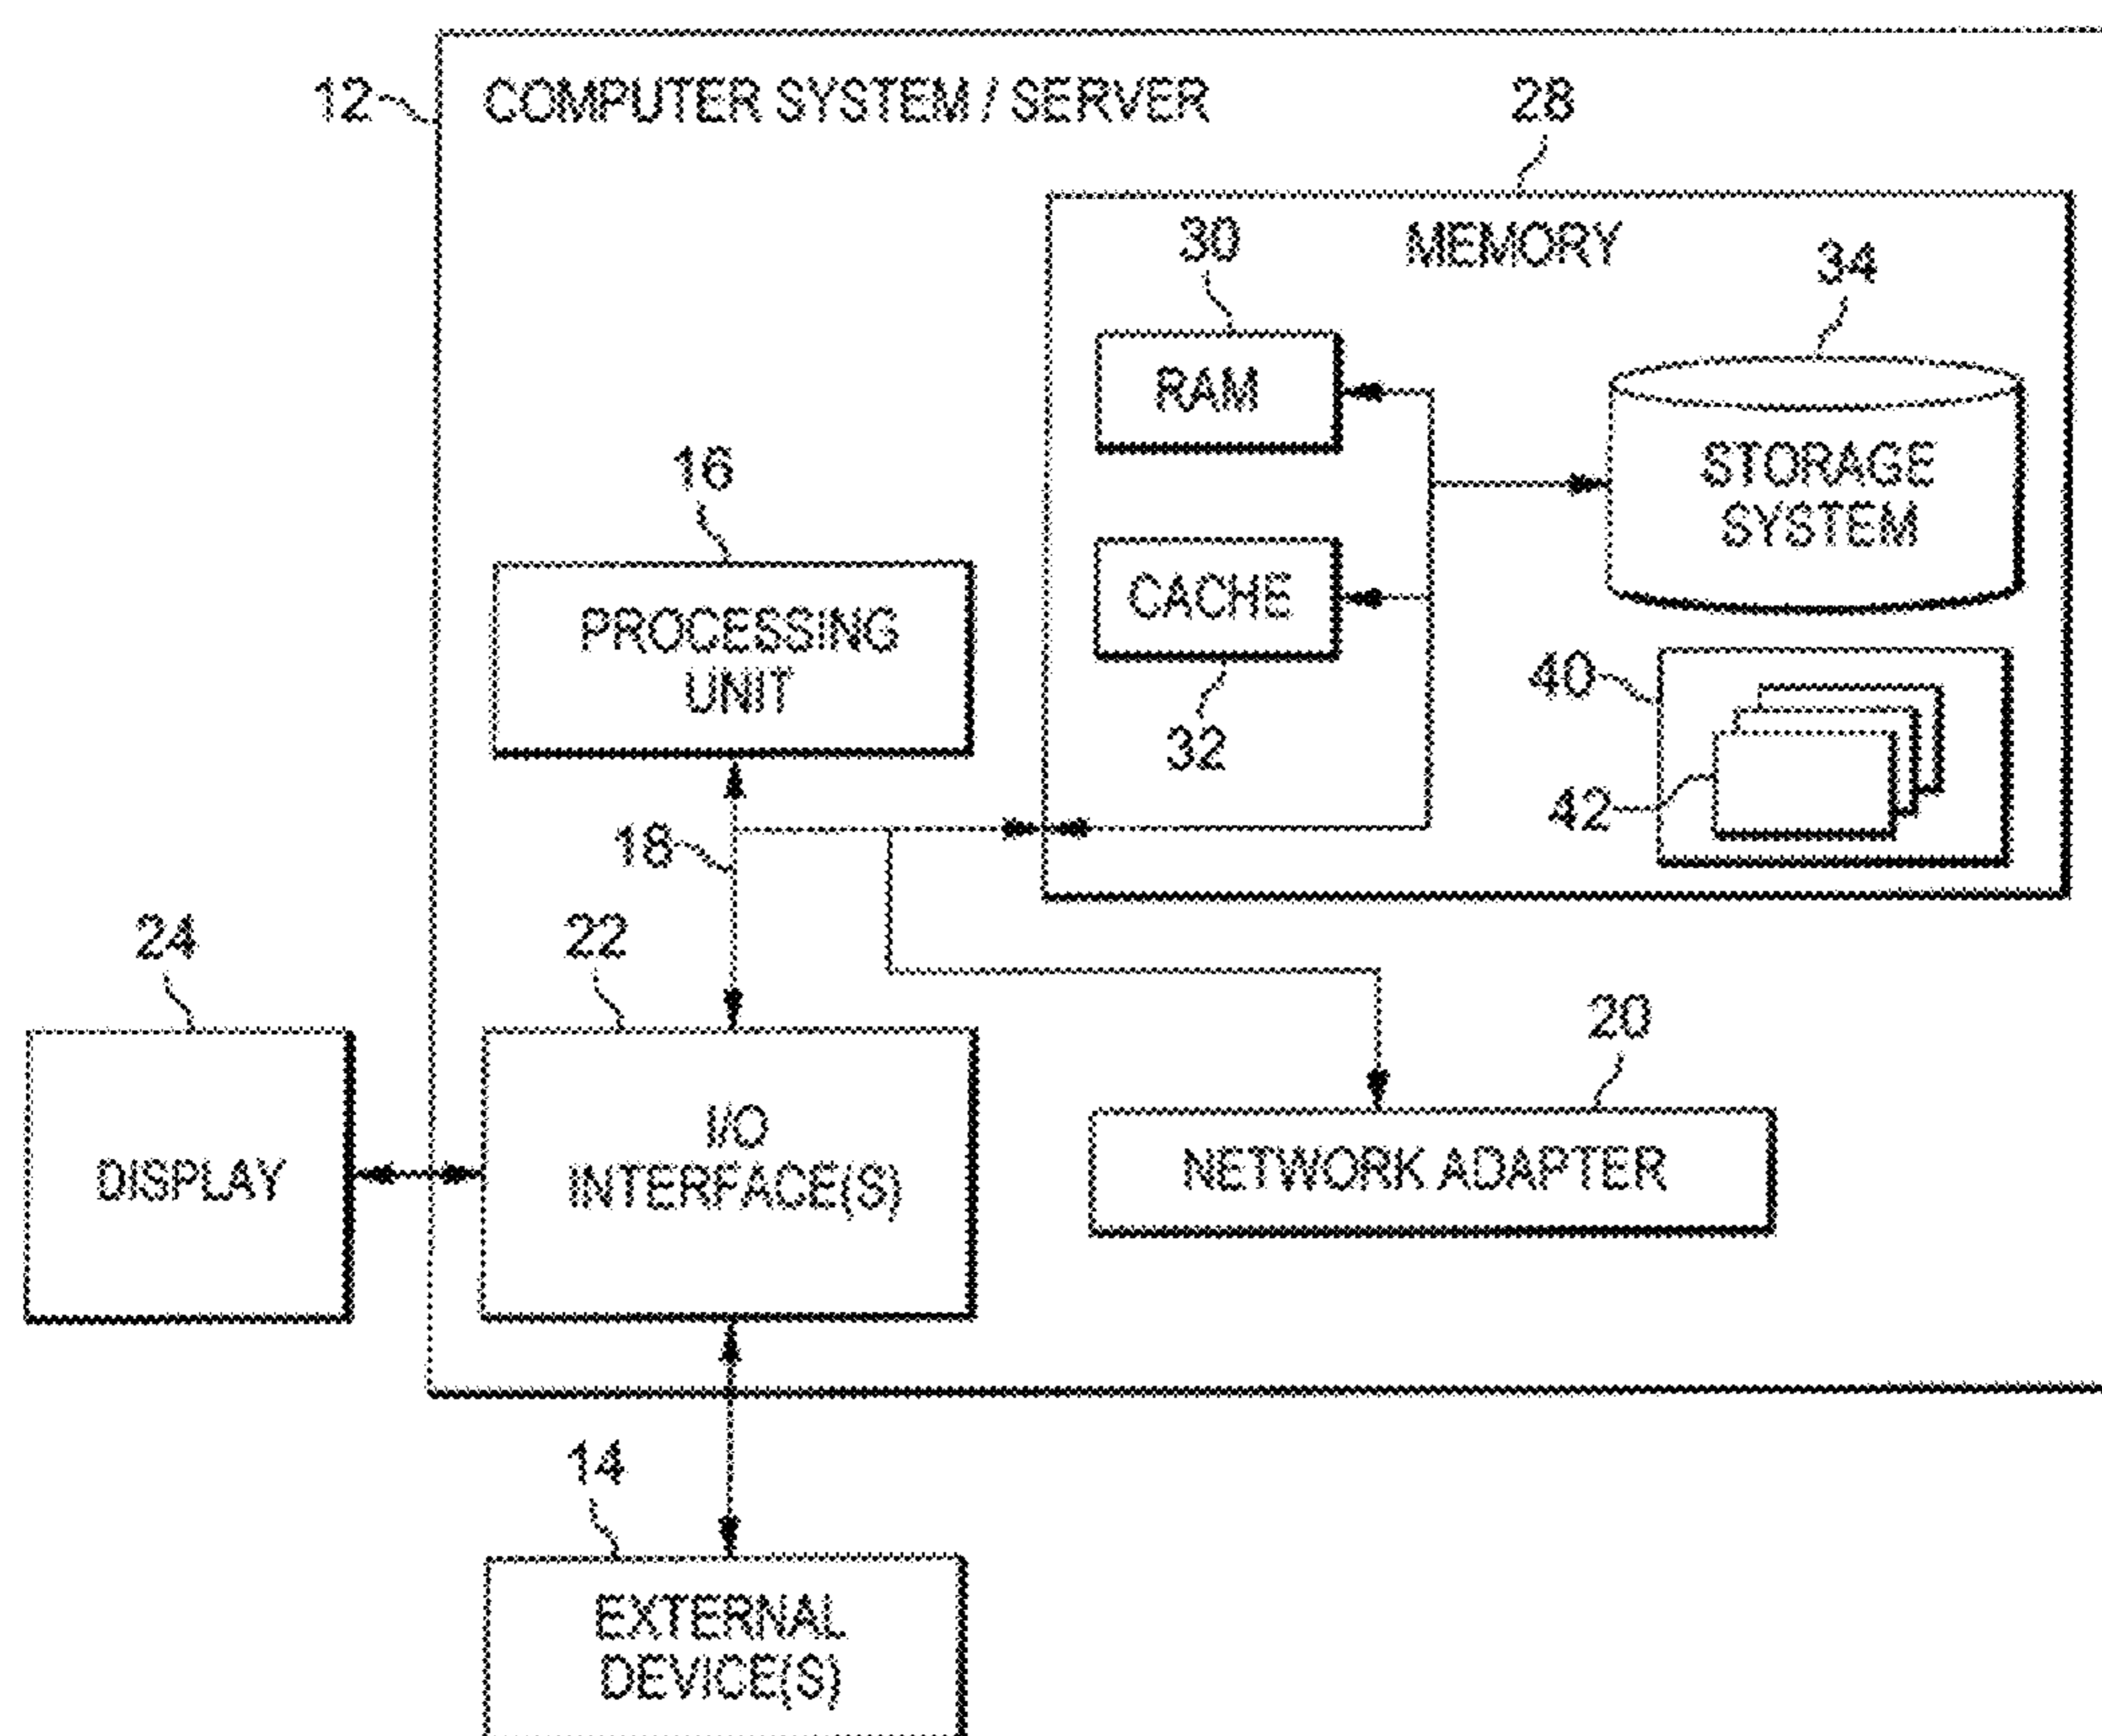 12 COMPUTER SYSTEM / SERVER
28
MEMORY
30
34
RAM
STORAGE
SYSTEM
16
PROCESSING
UNIT
CACHE
32
40
42
18
24
22
20
DISPLAY
I/O
INTERFACE(S)
NETWORK ADAPTER
14
EXTERNAL
DEVICE(S)